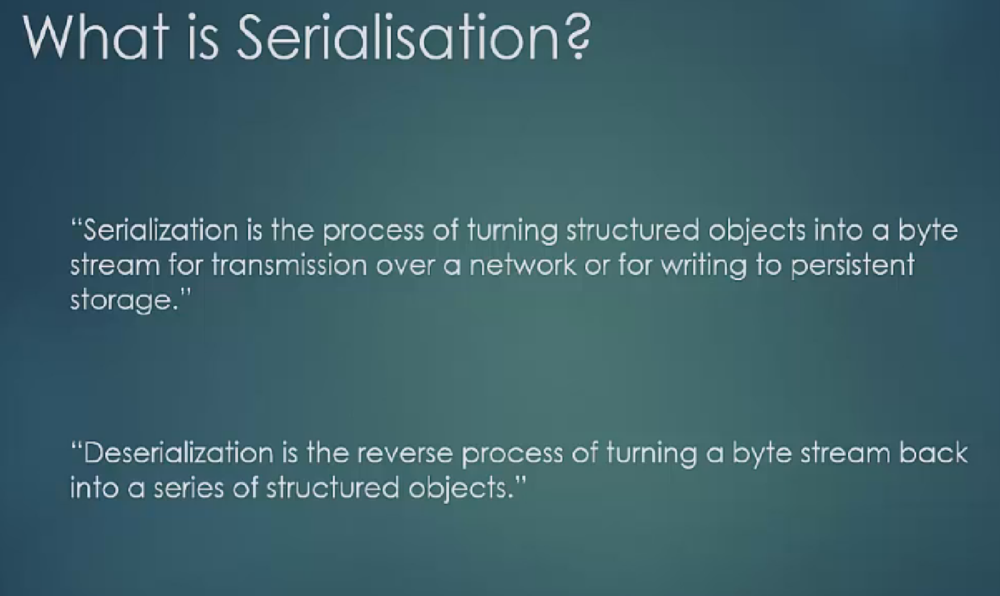 What is Serialisation?
“Serialization is the process of turning structured objects into a byte
stream for transmission over a network or for writing to persistent
storage.”
“Deserialization is the reverse process of turning a byte stream back
into a series of structured objects.”